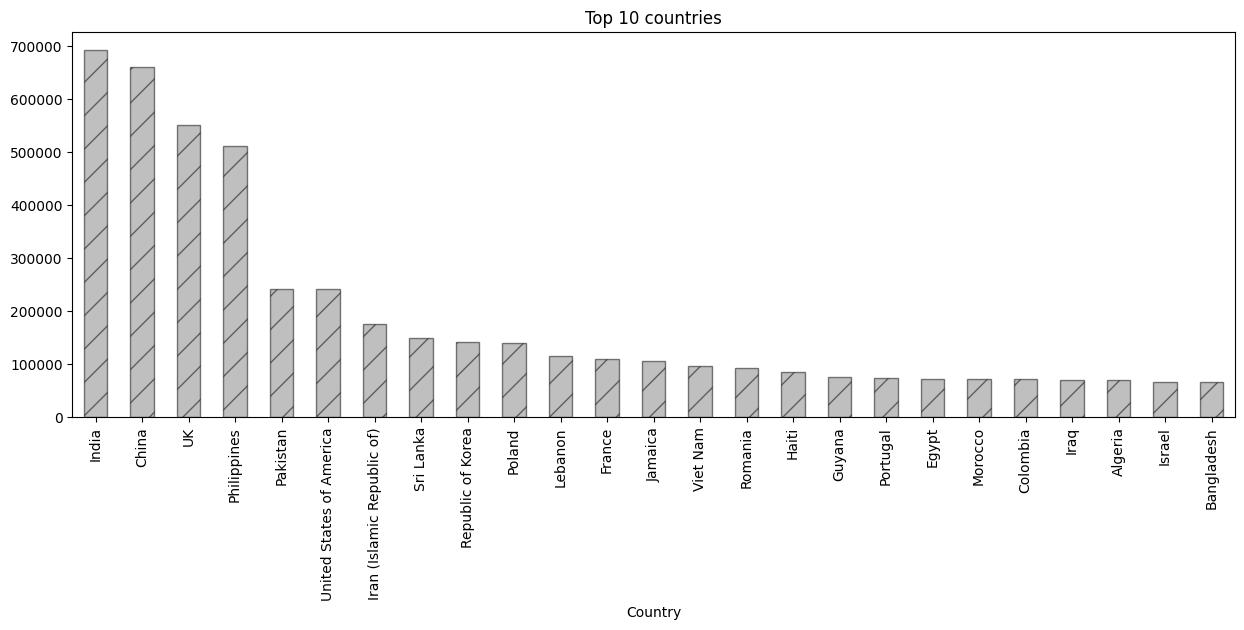 Top 10 countries
700000
600000
500000
400000
300000
200000
100000
0
India
China
UK
Philippines
Pakistan
United States of America
Iran (Islamic Republic of)
Sri Lanka
Republic of Korea
Poland
Lebanon
France
Jamaica
Viet Nam
Romania
Haiti
Guyana
Portugal
Egypt
Morocco
Colombia
Iraq
Algeria
Israel
Bangladesh
Country